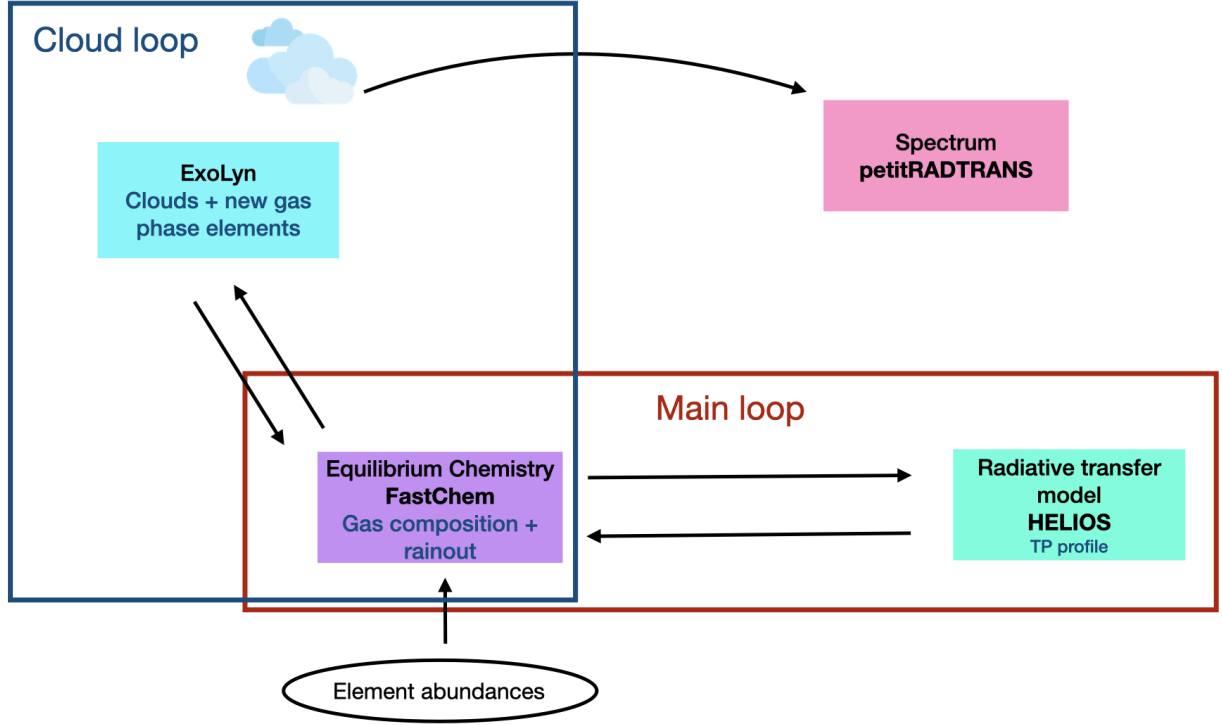 Cloud loop
ExoLyn
Clouds + new gas
phase elements
Spectrum
petitRADTRANS
Main loop
Equilibrium Chemistry
FastChem
Gas composition +
rainout
Radiative transfer
model
HELIOS
TP profile
Element abundances